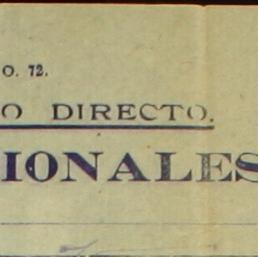 O. 72.
O DIRECTO.
IONALES